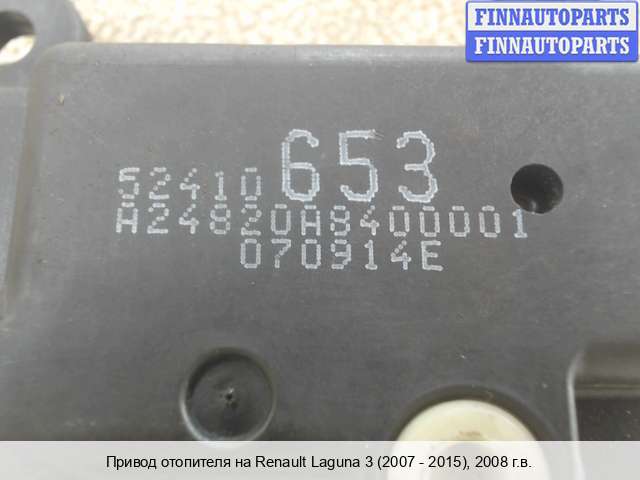 FINNAUTOPARTS
FINNAUTOPARTS
52410 653
A24820A8400001
070914E
Привод отопителя на Renault Laguna 3 (2007 - 2015), 2008 г.в.